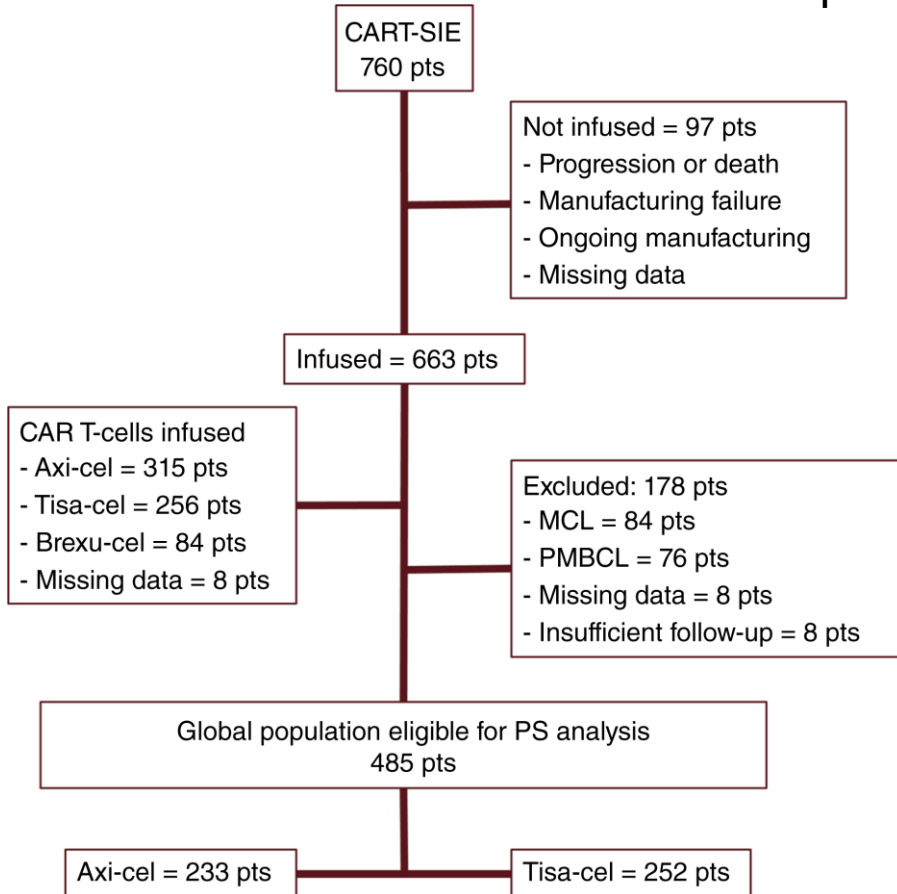 CART-SIE
760 pts
Not infused = 97 pts
- Progression or death
- Manufacturing failure
- Ongoing manufacturing
- Missing data
Infused = 663 pts
CAR T-cells infused
- Axi-cel = 315 pts
- Tisa-cel = 256 pts
- Brexu-cel = 84 pts
- Missing data = 8 pts
Excluded: 178 pts
- MCL = 84 pts
- PMBCL = 76 pts
- Missing data = 8 pts
- Insufficient follow-up = 8 pts
Global population eligible for PS analysis
485 pts
Axi-cel = 233 pts
Tisa-cel = 252 pts